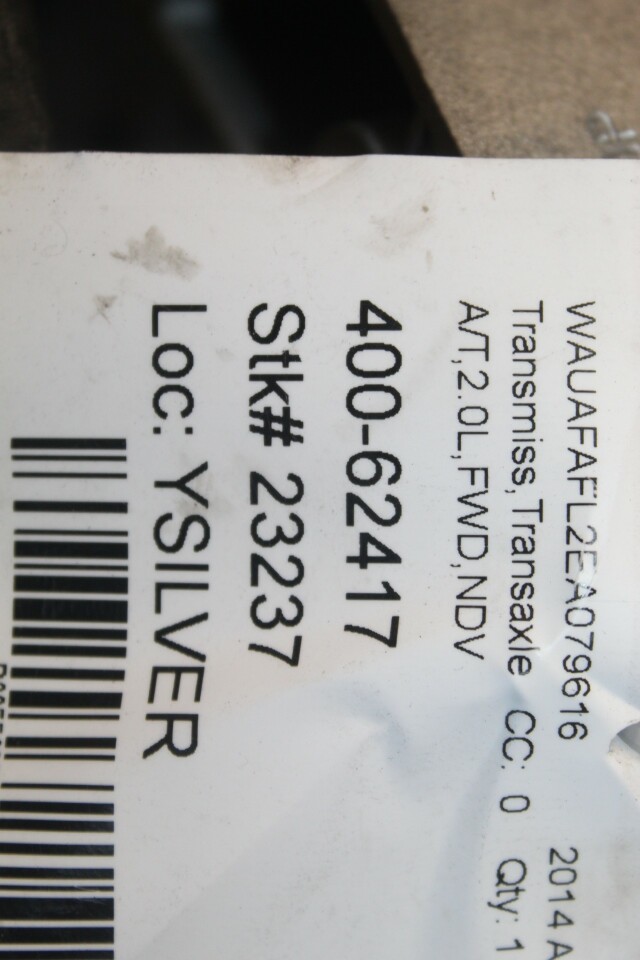 WAUAFAFL2EA079616 2014 A
Transmiss,Transaxle CC: 0 Qty: 1
A/T,2.0L,FWD,NDV
400-62417
Stk# 23237
Loc: YSILVER